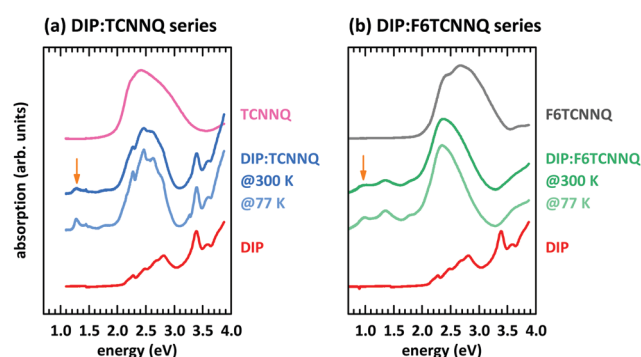 (a) DIP:TCNNQ series
(b) DIP:F6TCNNQ series
absorption (arb. units)
TCNNQ
DIP:TCNNQ
@300 K
@77 K
DIP
F6TCNNQ
DIP:F6TCNNQ
@300 K
@77 K
DIP
1.0 1.5 2.0 2.5 3.0 3.5 4.0
1.0 1.5 2.0 2.5 3.0 3.5 4.0
energy (eV)
energy (eV)